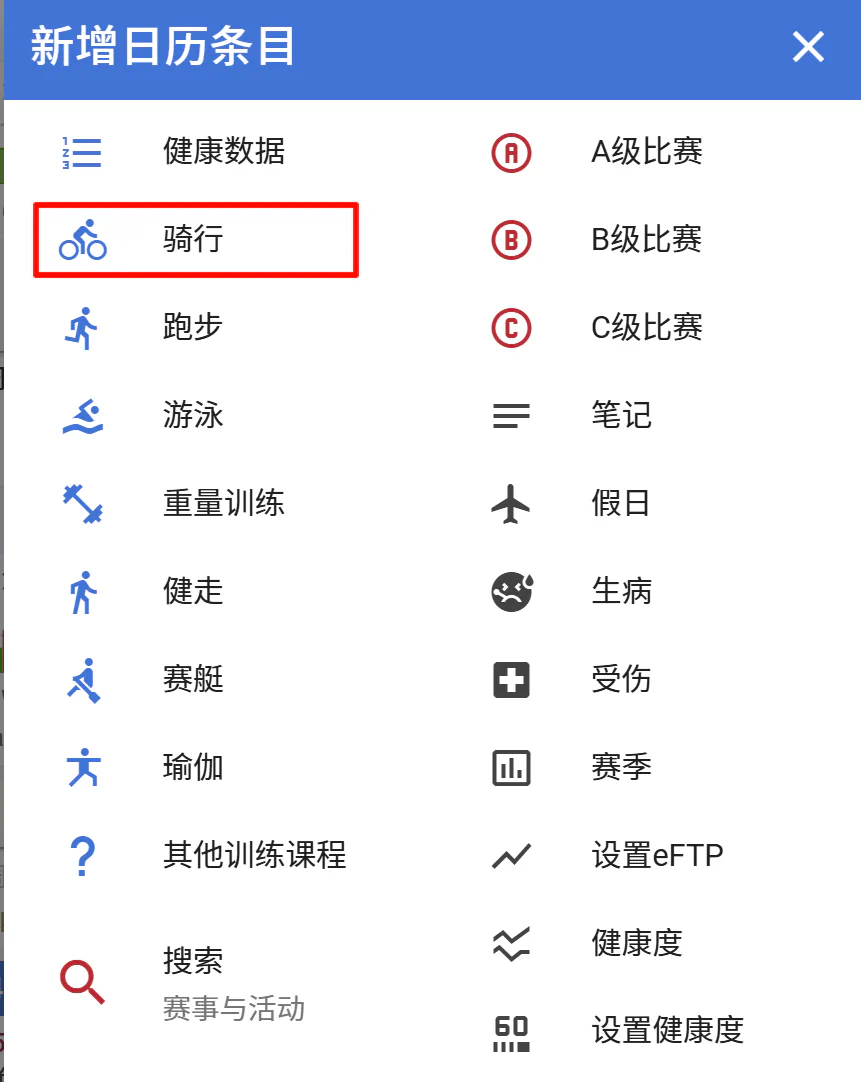 新增日历条目
健康数据
骑行
跑步
游泳
重量训练
健走
赛艇
瑜伽
其他训练课程
搜索
赛事与活动
A级比赛
B级比赛
C级比赛
笔记
假日
生病
受伤
赛季
设置eFTP
健康度
60
设置健康度